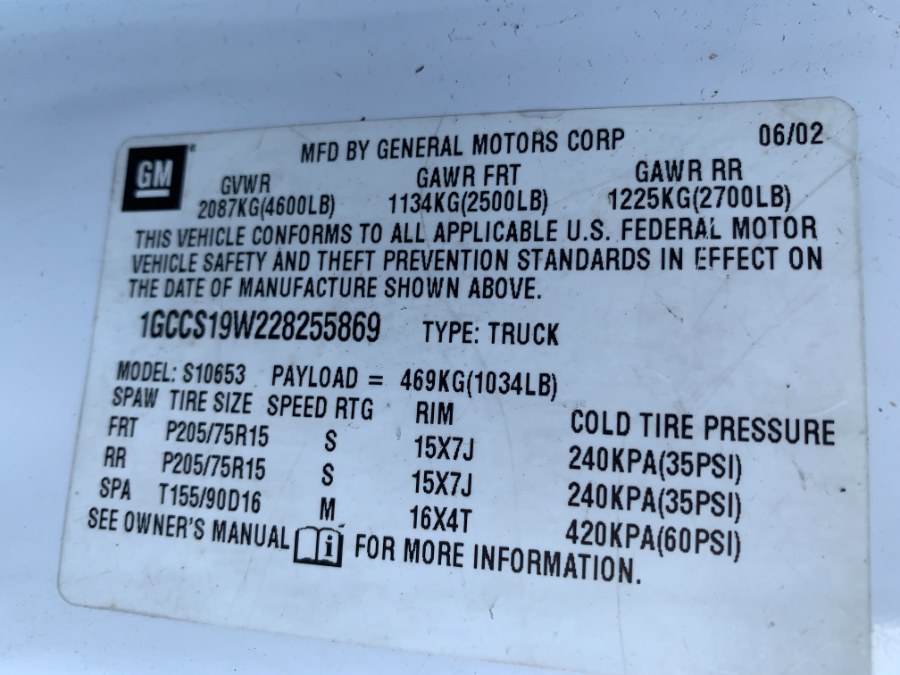 GM MFD BY GENERAL MOTORS CORP 06/02
GVWR GAWR FRT GAWR RR
2087KG(4600LB) 1134KG(2500LB) 1225KG(2700LB)
THIS VEHICLE CONFORMS TO ALL APPLICABLE U.S. FEDERAL MOTOR
VEHICLE SAFETY AND THEFT PREVENTION STANDARDS IN EFFECT ON
THE DATE OF MANUFACTURE SHOWN ABOVE.
1GCCS19W228255869 TYPE: TRUCK
MODEL: S10653 PAYLOAD = 469KG(1034LB)
SPAW TIRE SIZE SPEED RTG RIM COLD TIRE PRESSURE
FRT P205/75R15 S 15X7J 240KPA(35PSI)
RR P205/75R15 S 15X7J 240KPA(35PSI)
SPA T155/90D16 M 16X4T 420KPA(60PSI)
SEE OWNER'S MANUAL i FOR MORE INFORMATION.